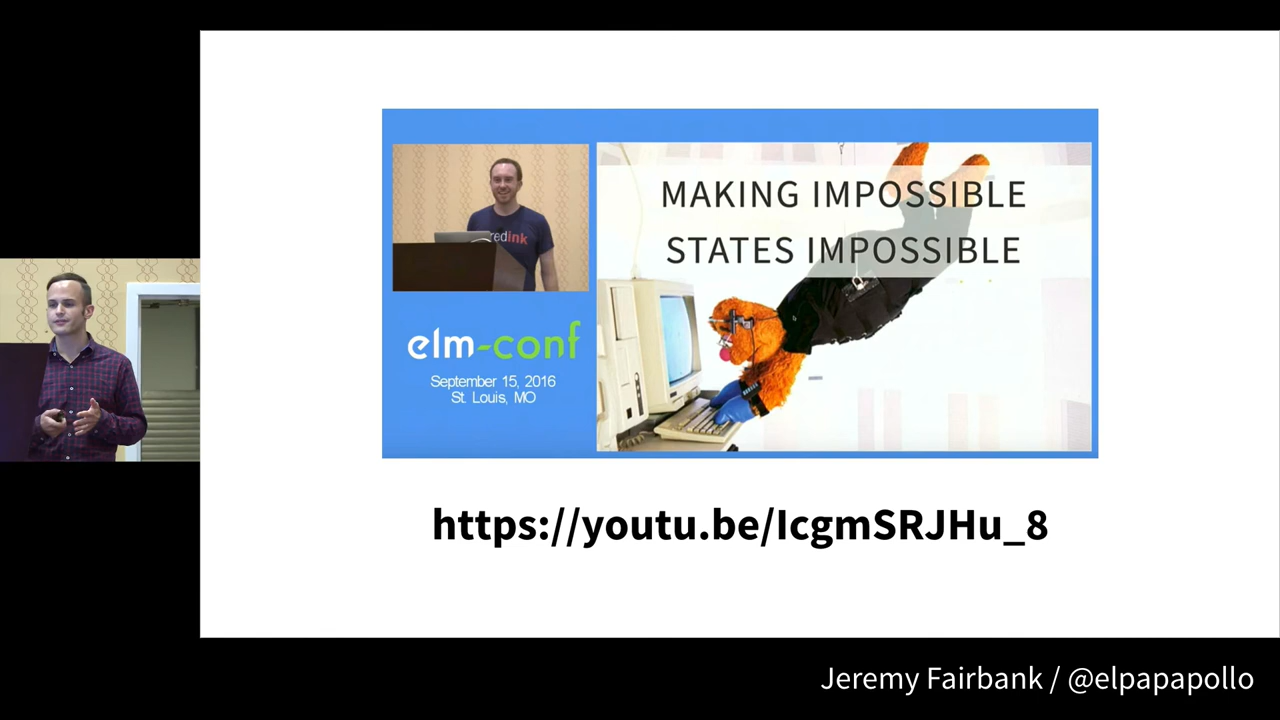 MAKING IMPOSSIBLE
STATES IMPOSSIBLE
redink
elm-conf
September 15, 2016
St. Louis, MO
https://youtu.be/IcgmSRJHu_8
Jeremy Fairbank / @elpapapollo